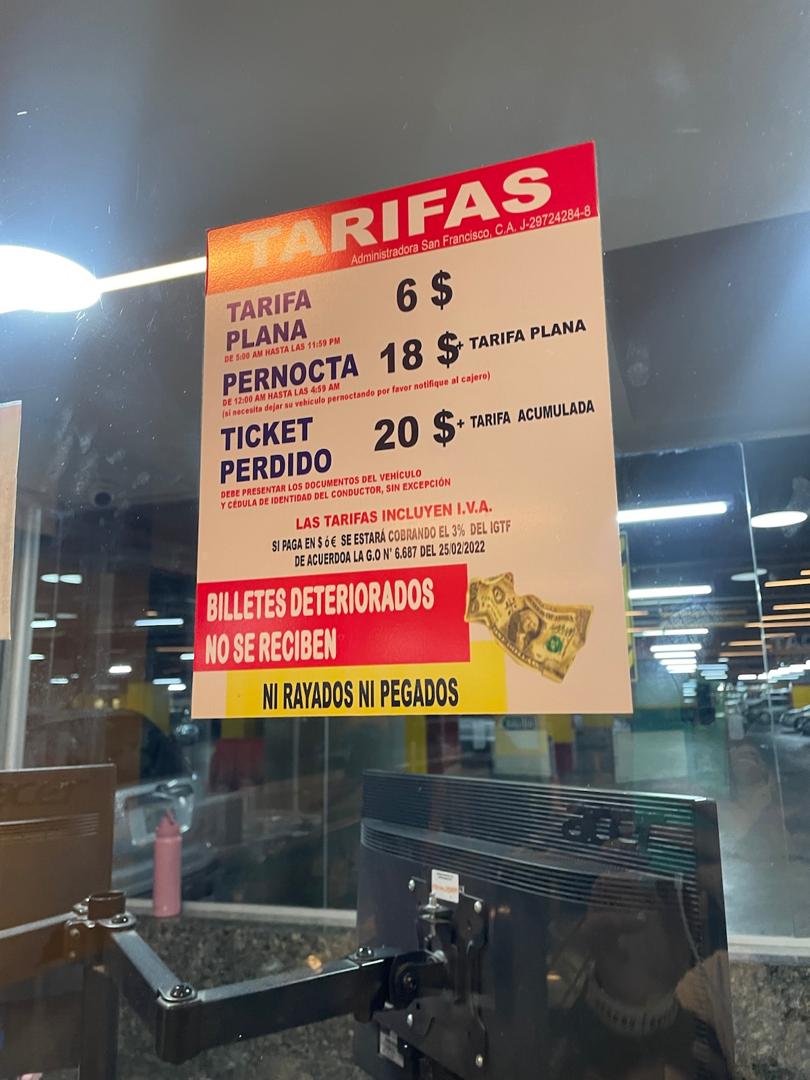 TARIFAS
Administradora San Francisco, C.A. J-29724284-8
TARIFA
PLANA
6 $
DE 5:00 AM HASTA LAS 11:59 PM
PERNOCTA 18 $ + TARIFA PLANA
DE 12:00 AM HASTA LAS 4:59 AM
(si necesita dejar su vehículo pernoctando por favor notifique al cajero)
TICKET
PERDIDO
20 $ + TARIFA ACUMULADA
DEBE PRESENTAR LOS DOCUMENTOS DEL VEHÍCULO
Y CÉDULA DE IDENTIDAD DEL CONDUCTOR, SIN EXCEPCIÓN
LAS TARIFAS INCLUYEN I.V.A.
SI PAGA EN $ ó € SE ESTARÁ COBRANDO EL 3% DEL IGTF
DE ACUERDOA LA G.O N° 6.687 DEL 25/02/2022
BILLETES DETERIORADOS
NO SE RECIBEN
NI RAYADOS NI PEGADOS
acer
acer